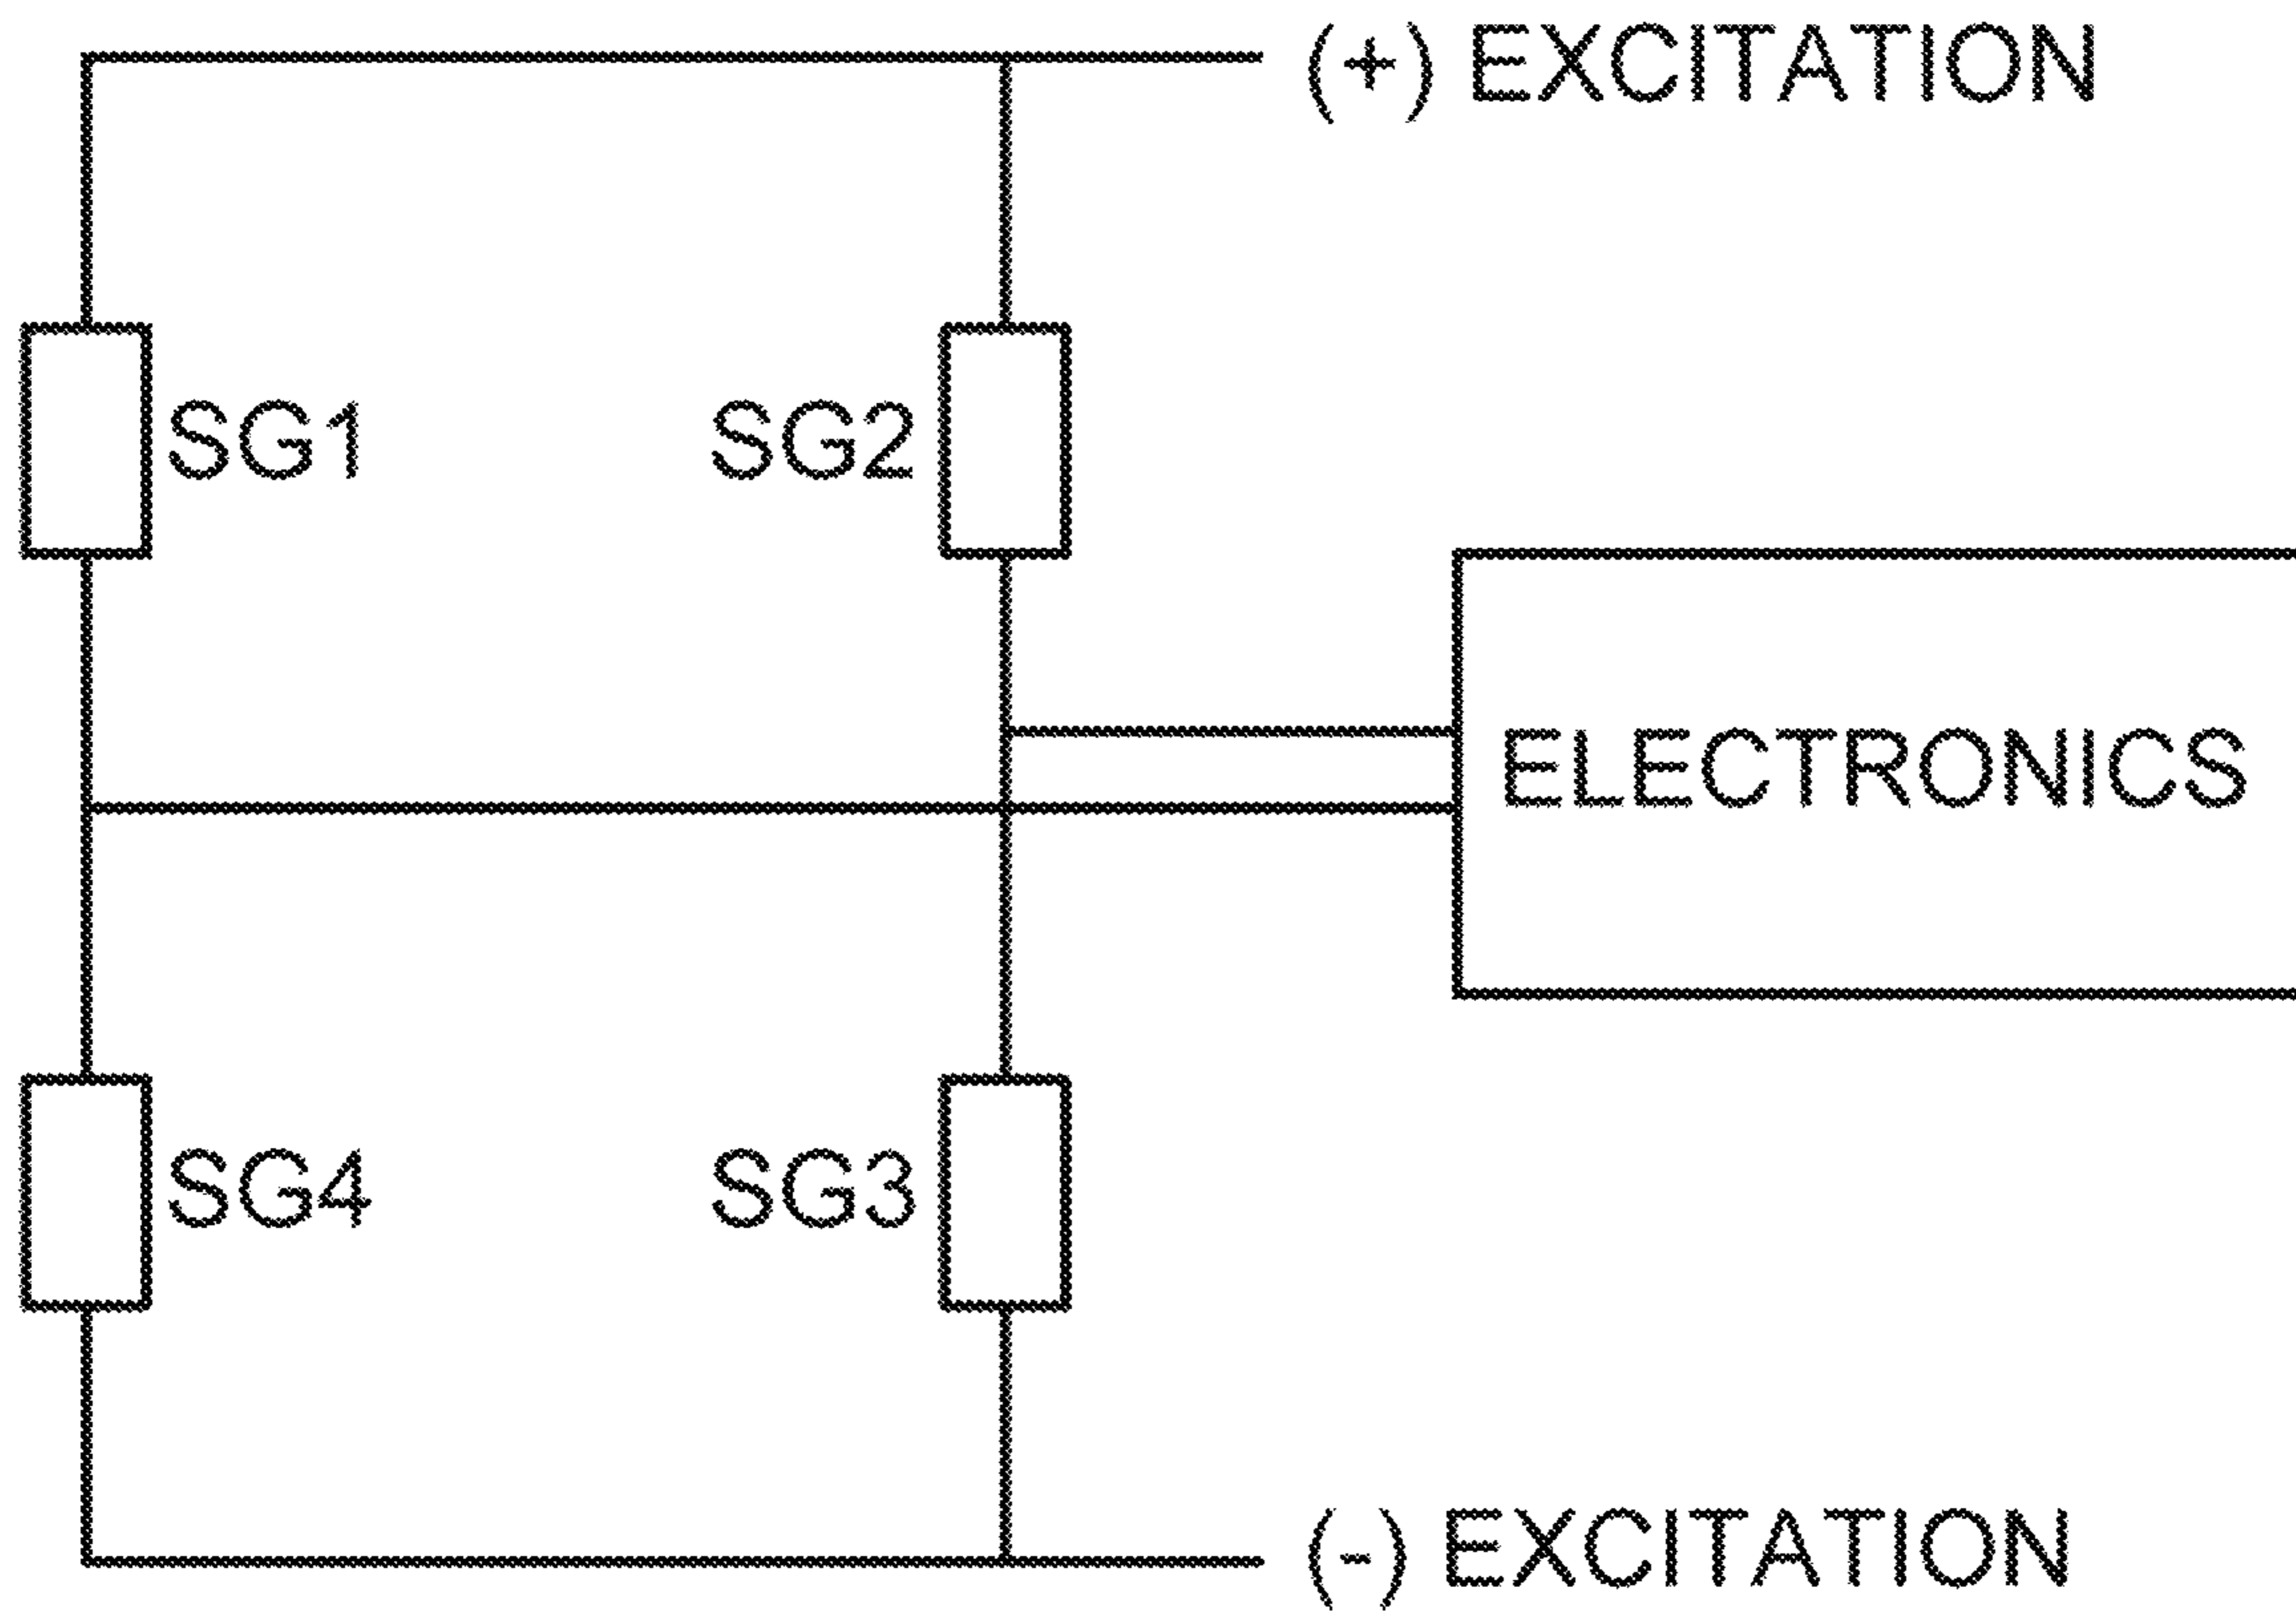 (+) EXCITATION
SG1
SG2
ELECTRONICS
SG4
SG3
(-) EXCITATION